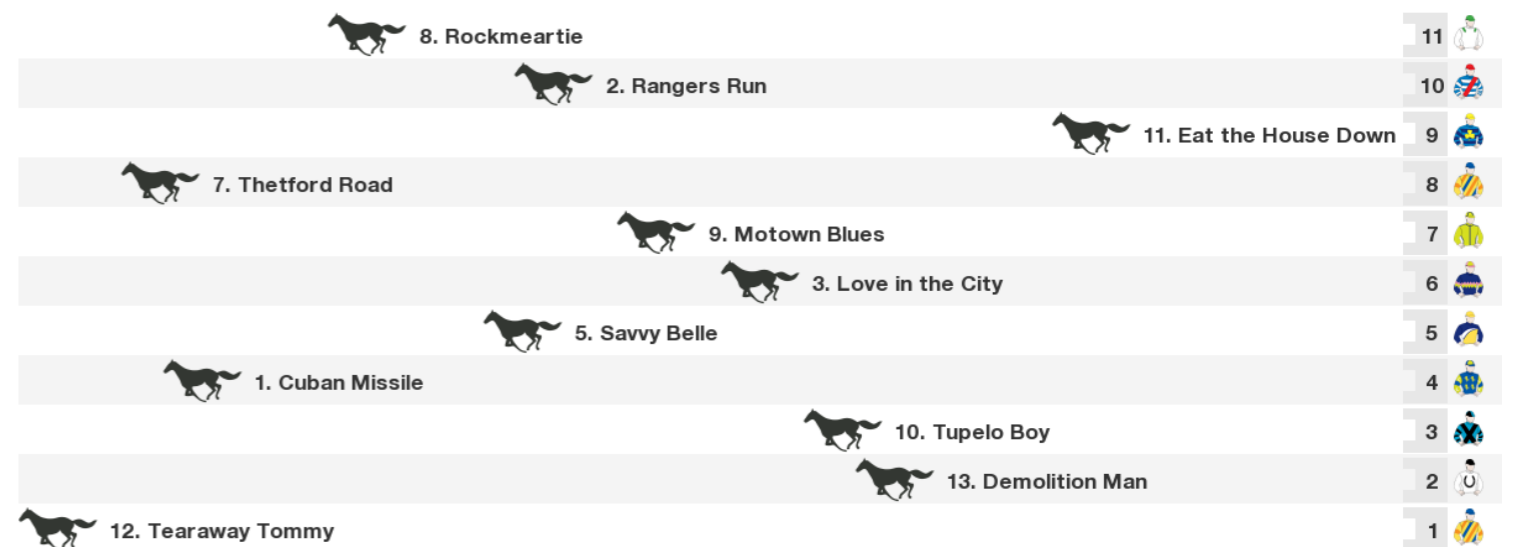 8. Rockmeartie 11
2. Rangers Run 10
11. Eat the House Down 9
7. Thetford Road 8
9. Motown Blues 7
3. Love in the City 6
5. Savvy Belle 5
1. Cuban Missile 4
10. Tupelo Boy 3
13. Demolition Man 2
12. Tearaway Tommy 1